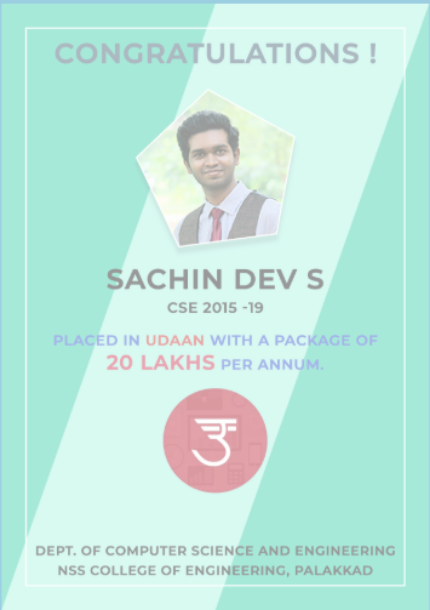 CONGRATULATIONS !
SACHIN DEV S
CSE 2015 -19
PLACED IN UDAAN WITH A PACKAGE OF
20 LAKHS PER ANNUM.
उ
DEPT. OF COMPUTER SCIENCE AND ENGINEERING
NSS COLLEGE OF ENGINEERING, PALAKKAD